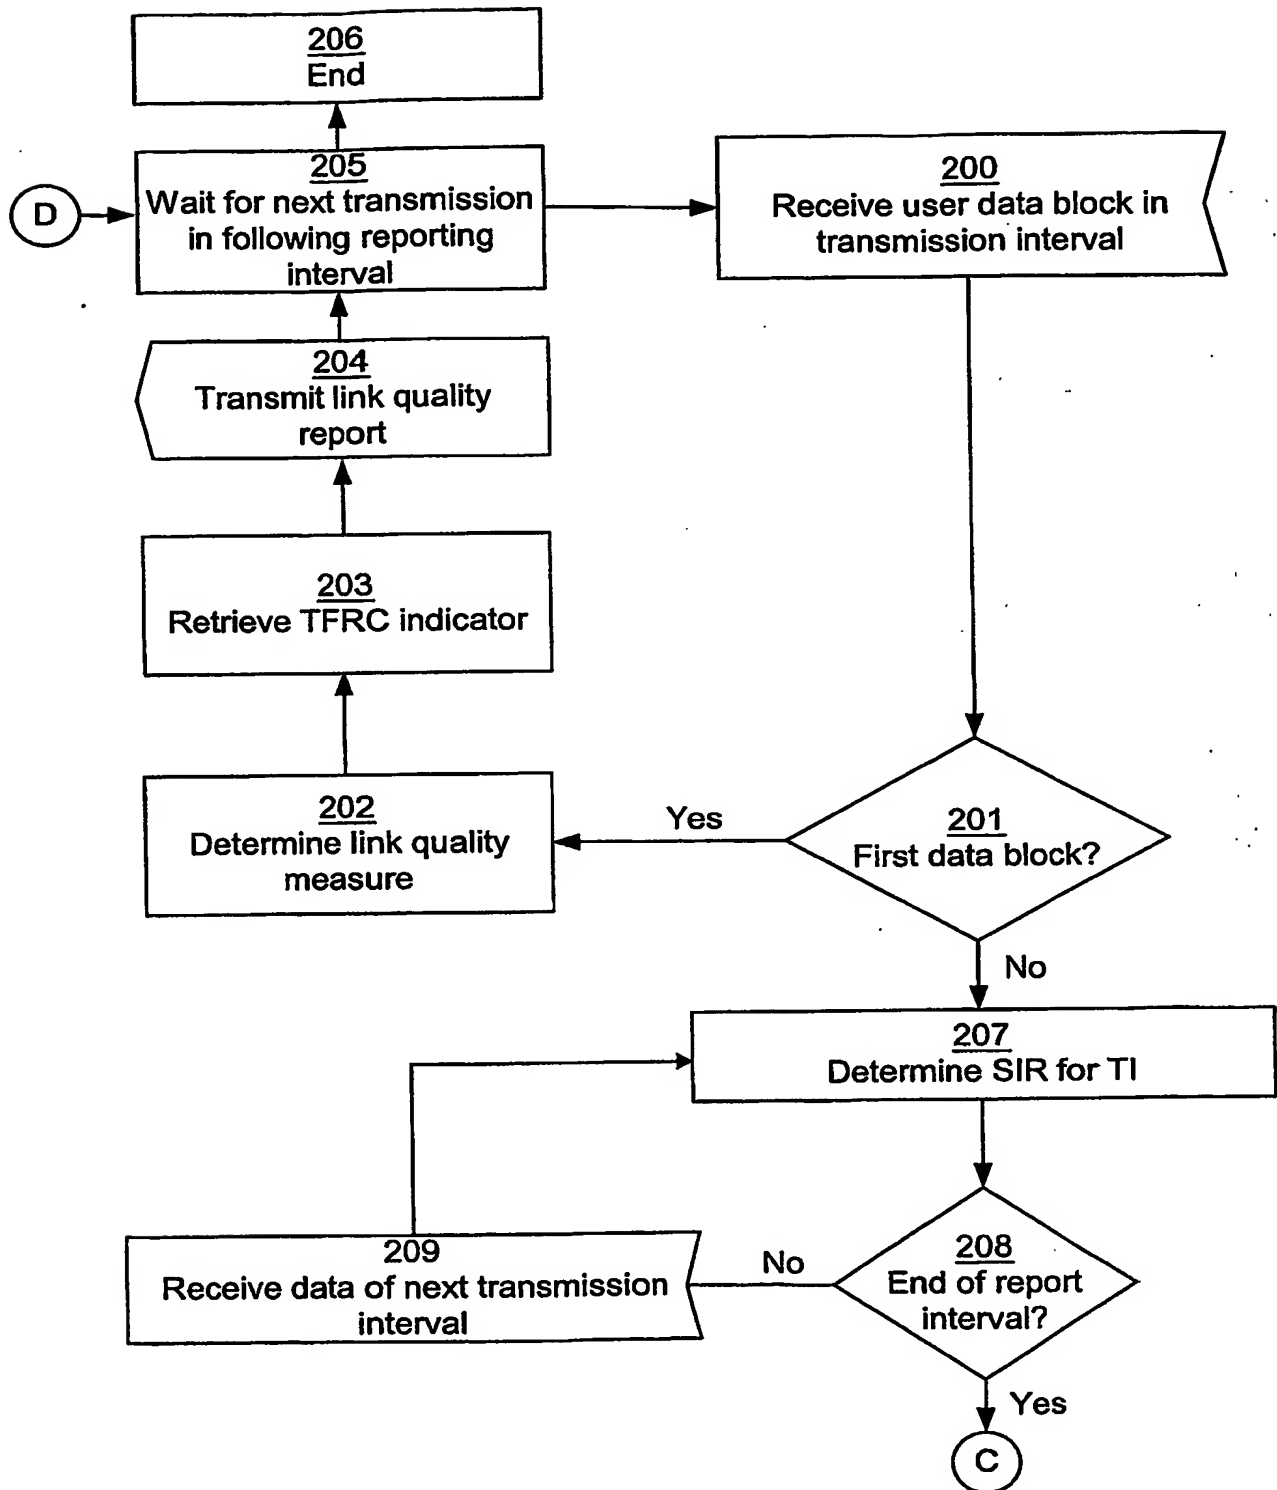 206
End
205
Wait for next transmission
in following reporting
interval
D
200
Receive user data block in
transmission interval
204
Transmit link quality
report
203
Retrieve TFRC indicator
202
Determine link quality
measure
Yes
201
First data block?
No
207
Determine SIR for TI
209
Receive data of next transmission
interval
No
208
End of report
interval?
Yes
C